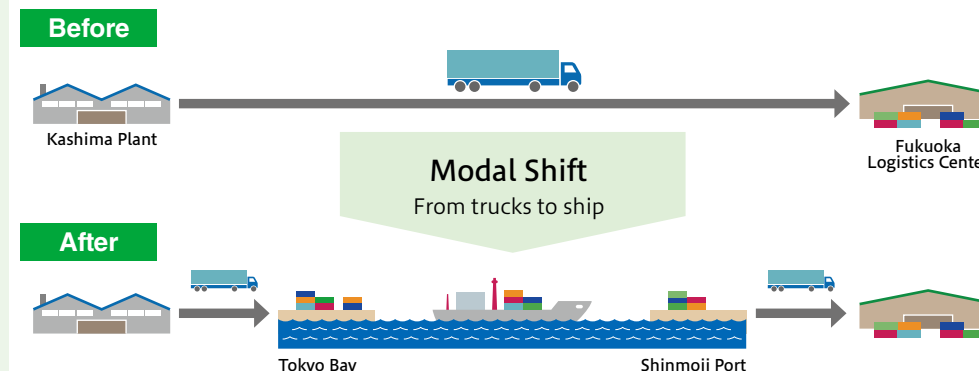 Before
Kashima Plant
Fukuoka
Logistics Cente
Modal Shift
From trucks to ship
After
Tokyo Bay
Shinmoji Port